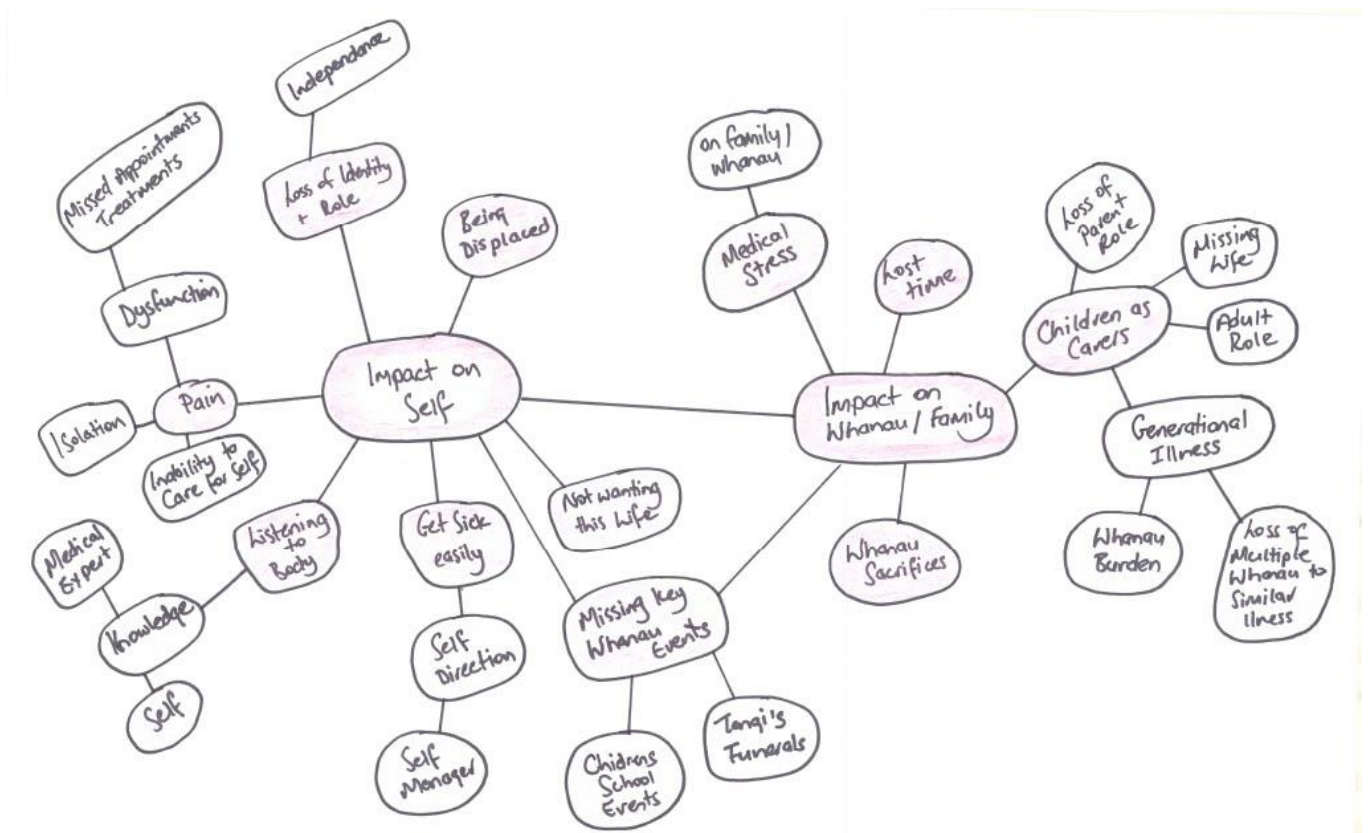 Independance
Missed Appointments
Treatments
Loss of Identity
+ Role
Being
Displaced
Dysfunction
Impact on
Self
Pain
Isolation
Inability to
Care for Self
Listening
to
Body
Medical
Expert
Knowledge
Self
Get Sick
easily
Self
Direction
Self
Manager
Not wanting
this Life
Missing Key
Whanau
Events
Chidrens
School
Events
Tangi's
Funerals
on family /
whanau
Medical
Stress
Lost
time
Impact on
Whanau / Family
Whanau
Sacrifices
Children as
Carers
Loss of
Parent
Role
Missing
Life
Adult
Role
Generational
Illness
Whanau
Burden
Loss of
Multiple
Whanau to
Similar
Illness